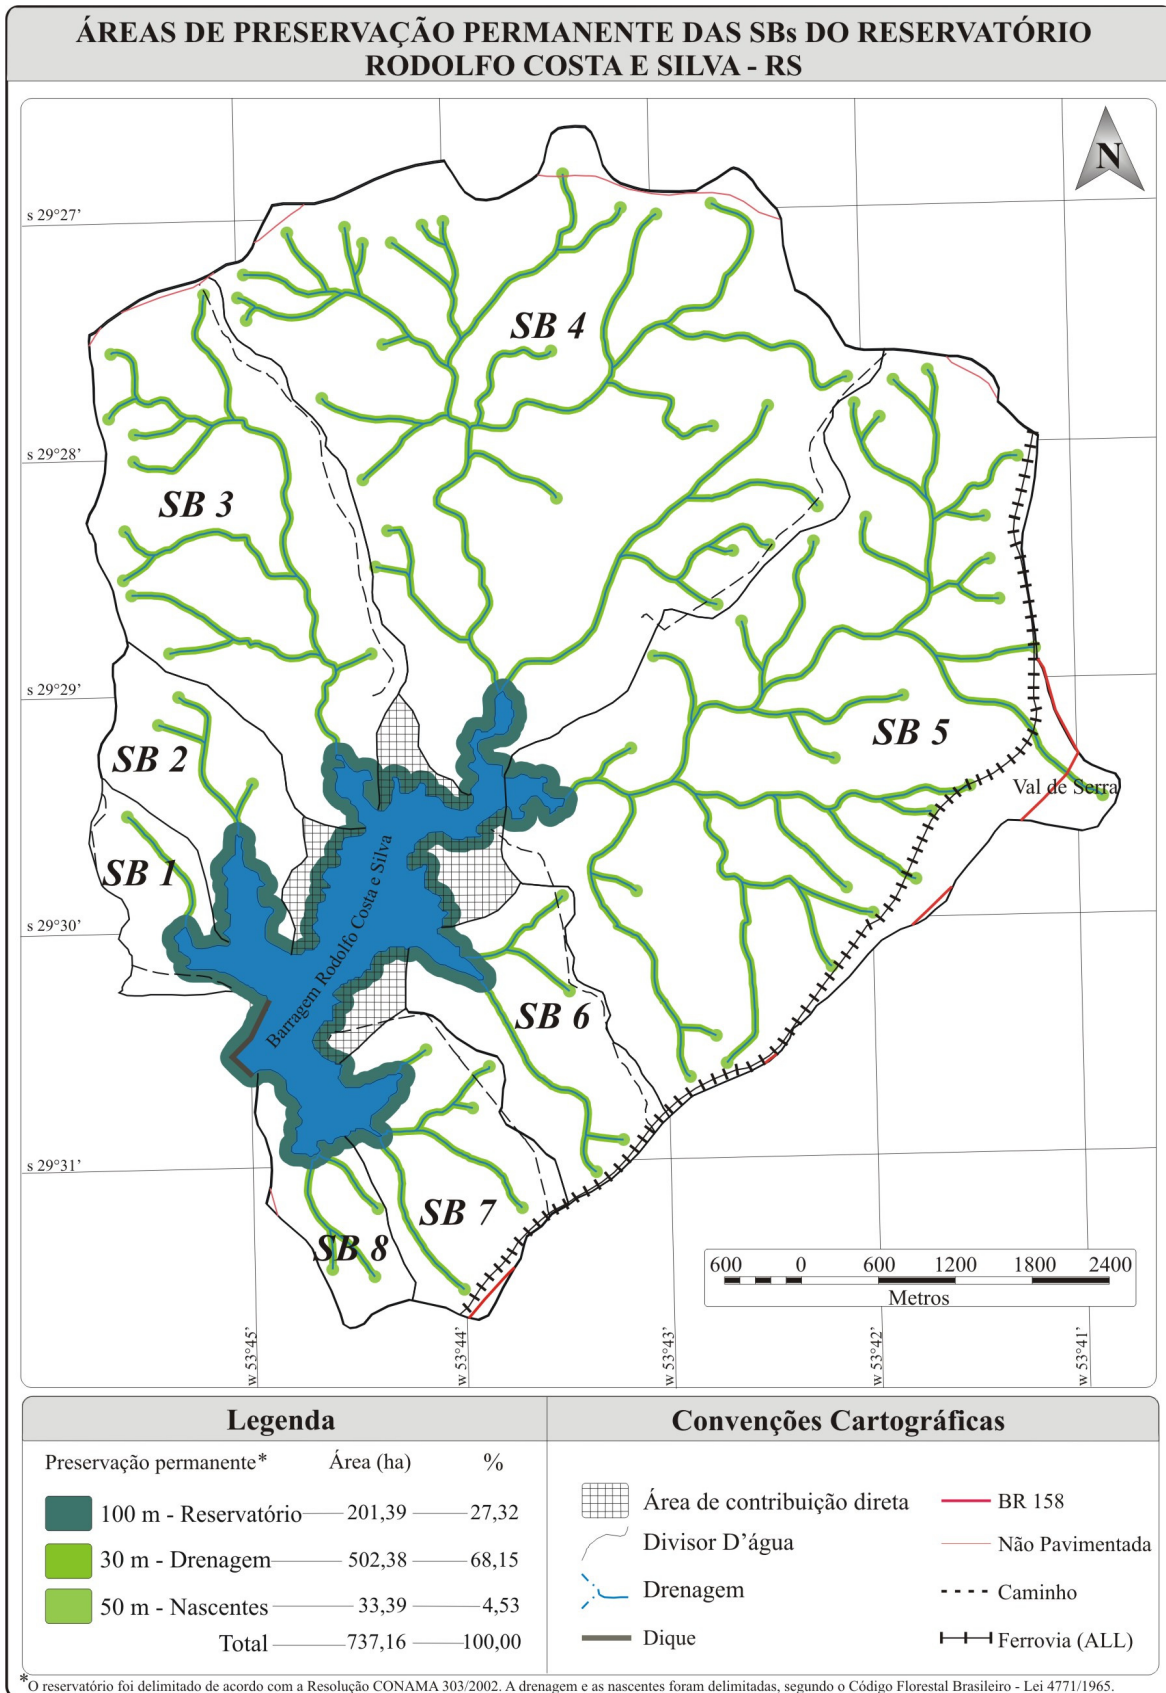 ÁREAS DE PRESERVAÇÃO PERMANENTE DAS SBs DO RESERVATÓRIO
RODOLFO COSTA E SILVA - RS
N
s 29°27’
s 29°28’
s 29°29’
s 29°30’
s 29°31’
SB 4
SB 3
SB 5
SB 2
Val de Serra
SB 1
Barragem Rodolfo Costa e Silva
SB 6
SB 7
SB 8
600 0 600 1200 1800 2400
Metros
w 53°45’
w 53°44’
w 53°43’
w 53°42’
w 53°41’
Legenda
Preservação permanente* Área (ha) %
100 m - Reservatório 201,39 27,32
30 m - Drenagem 502,38 68,15
50 m - Nascentes 33,39 4,53
Total 737,16 100,00
Convenções Cartográficas
Área de contribuição direta
Divisor D’água
Drenagem
Dique
BR 158
Não Pavimentada
Caminho
Ferrovia (ALL)
*O reservatório foi delimitado de acordo com a Resolução CONAMA 303/2002. A drenagem e as nascentes foram delimitadas, segundo o Código Florestal Brasileiro - Lei 4771/1965.